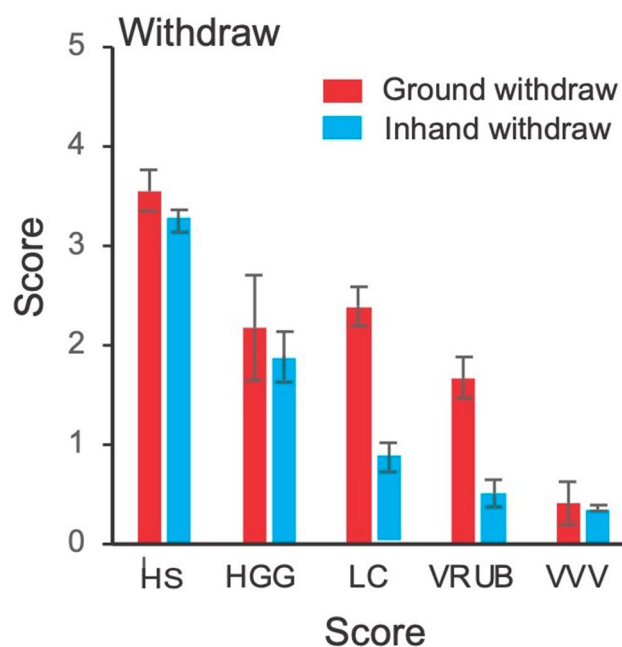 Withdraw
5
4
3
2
1
0
Score
Ground withdraw
Inhand withdraw
Hs HGG LC VRUB VVV
Score